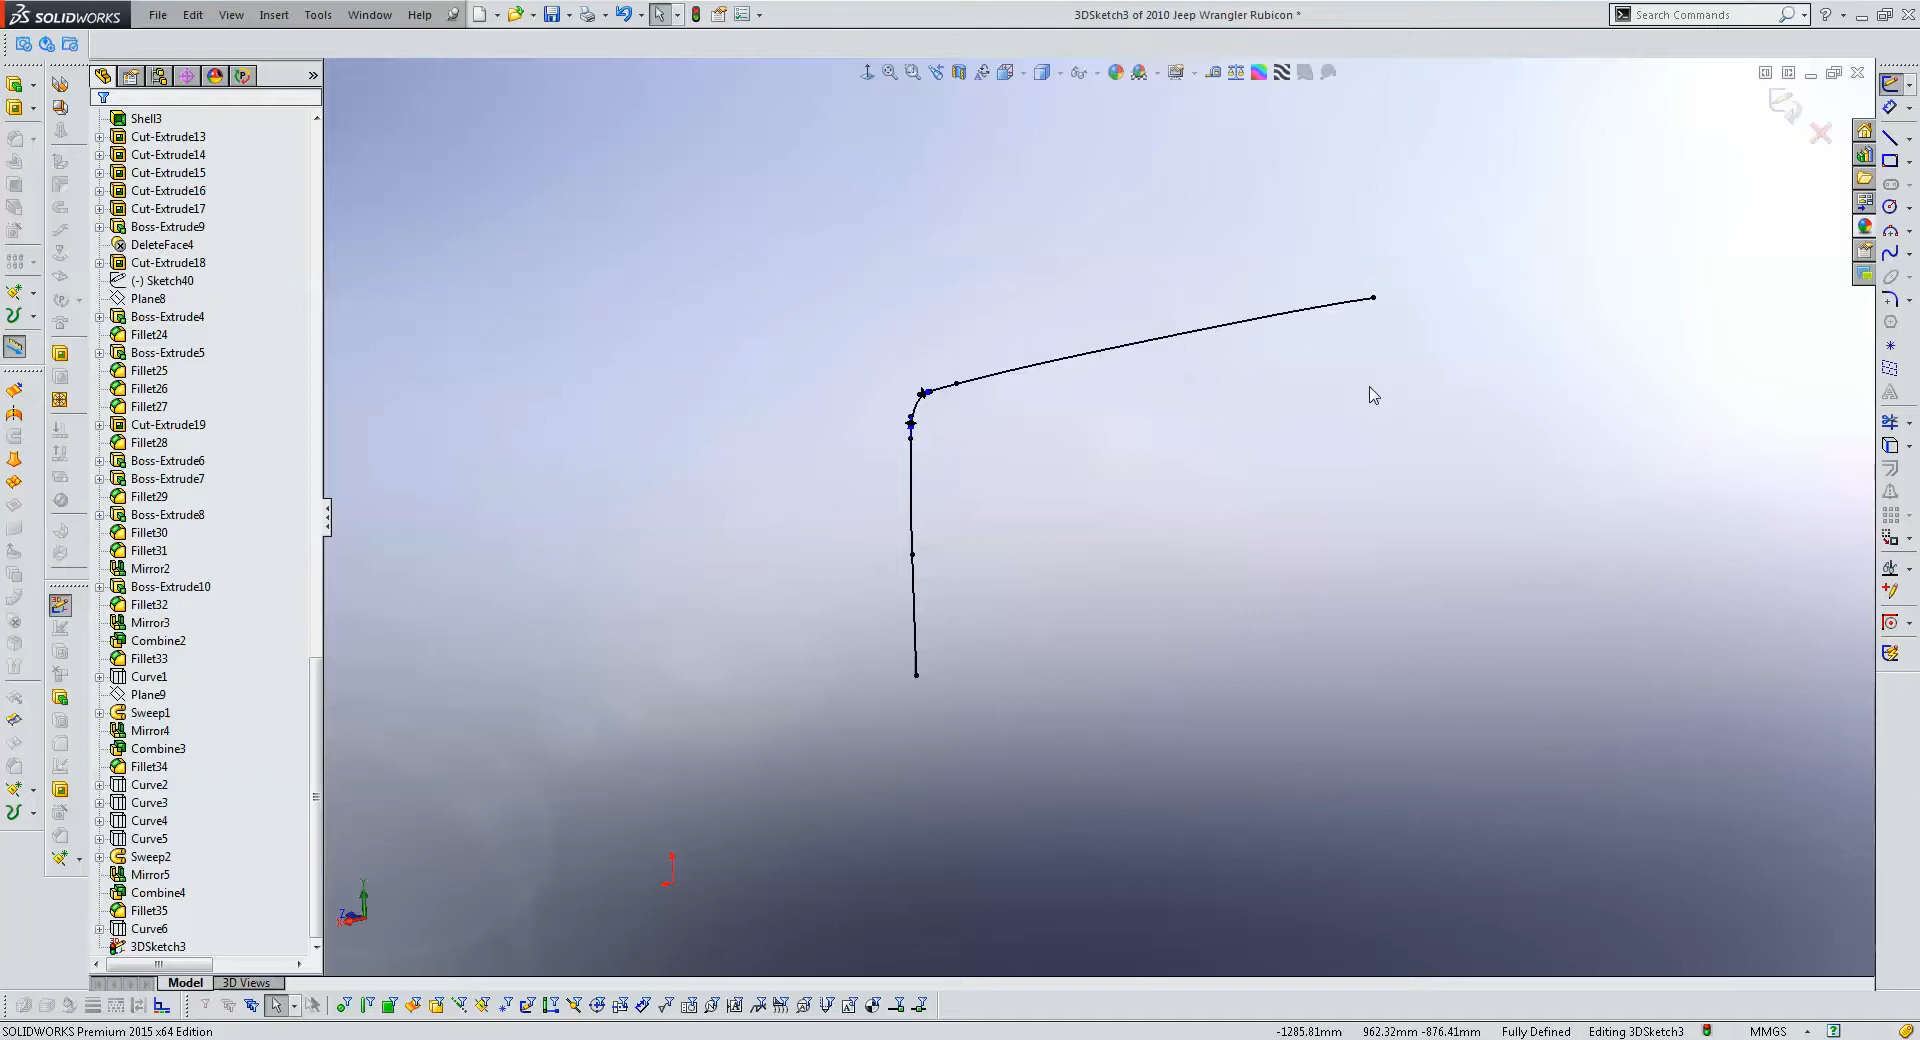 SOLIDWORKS File Edit View Insert Tools Window Help 3DSketch3 of 2010 Jeep Wrangler Rubicon * Search Commands
Shell3
Cut-Extrude13
Cut-Extrude14
Cut-Extrude15
Cut-Extrude16
Cut-Extrude17
Boss-Extrude9
DeleteFace4
Cut-Extrude18
(-) Sketch40
Plane8
Boss-Extrude4
Fillet24
Boss-Extrude5
Fillet25
Fillet26
Fillet27
Cut-Extrude19
Fillet28
Boss-Extrude6
Boss-Extrude7
Fillet29
Boss-Extrude8
Fillet30
Fillet31
Mirror2
Boss-Extrude10
Fillet32
Mirror3
Combine2
Fillet33
Curve1
Plane9
Sweep1
Mirror4
Combine3
Fillet34
Curve2
Curve3
Curve4
Curve5
Sweep2
Mirror5
Combine4
Fillet35
Curve6
3DSketch3
Y
Z
X
Model 3D Views
SOLIDWORKS Premium 2015 x64 Edition -1285.81mm 962.32mm -876.41mm Fully Defined Editing 3DSketch3 MMGS